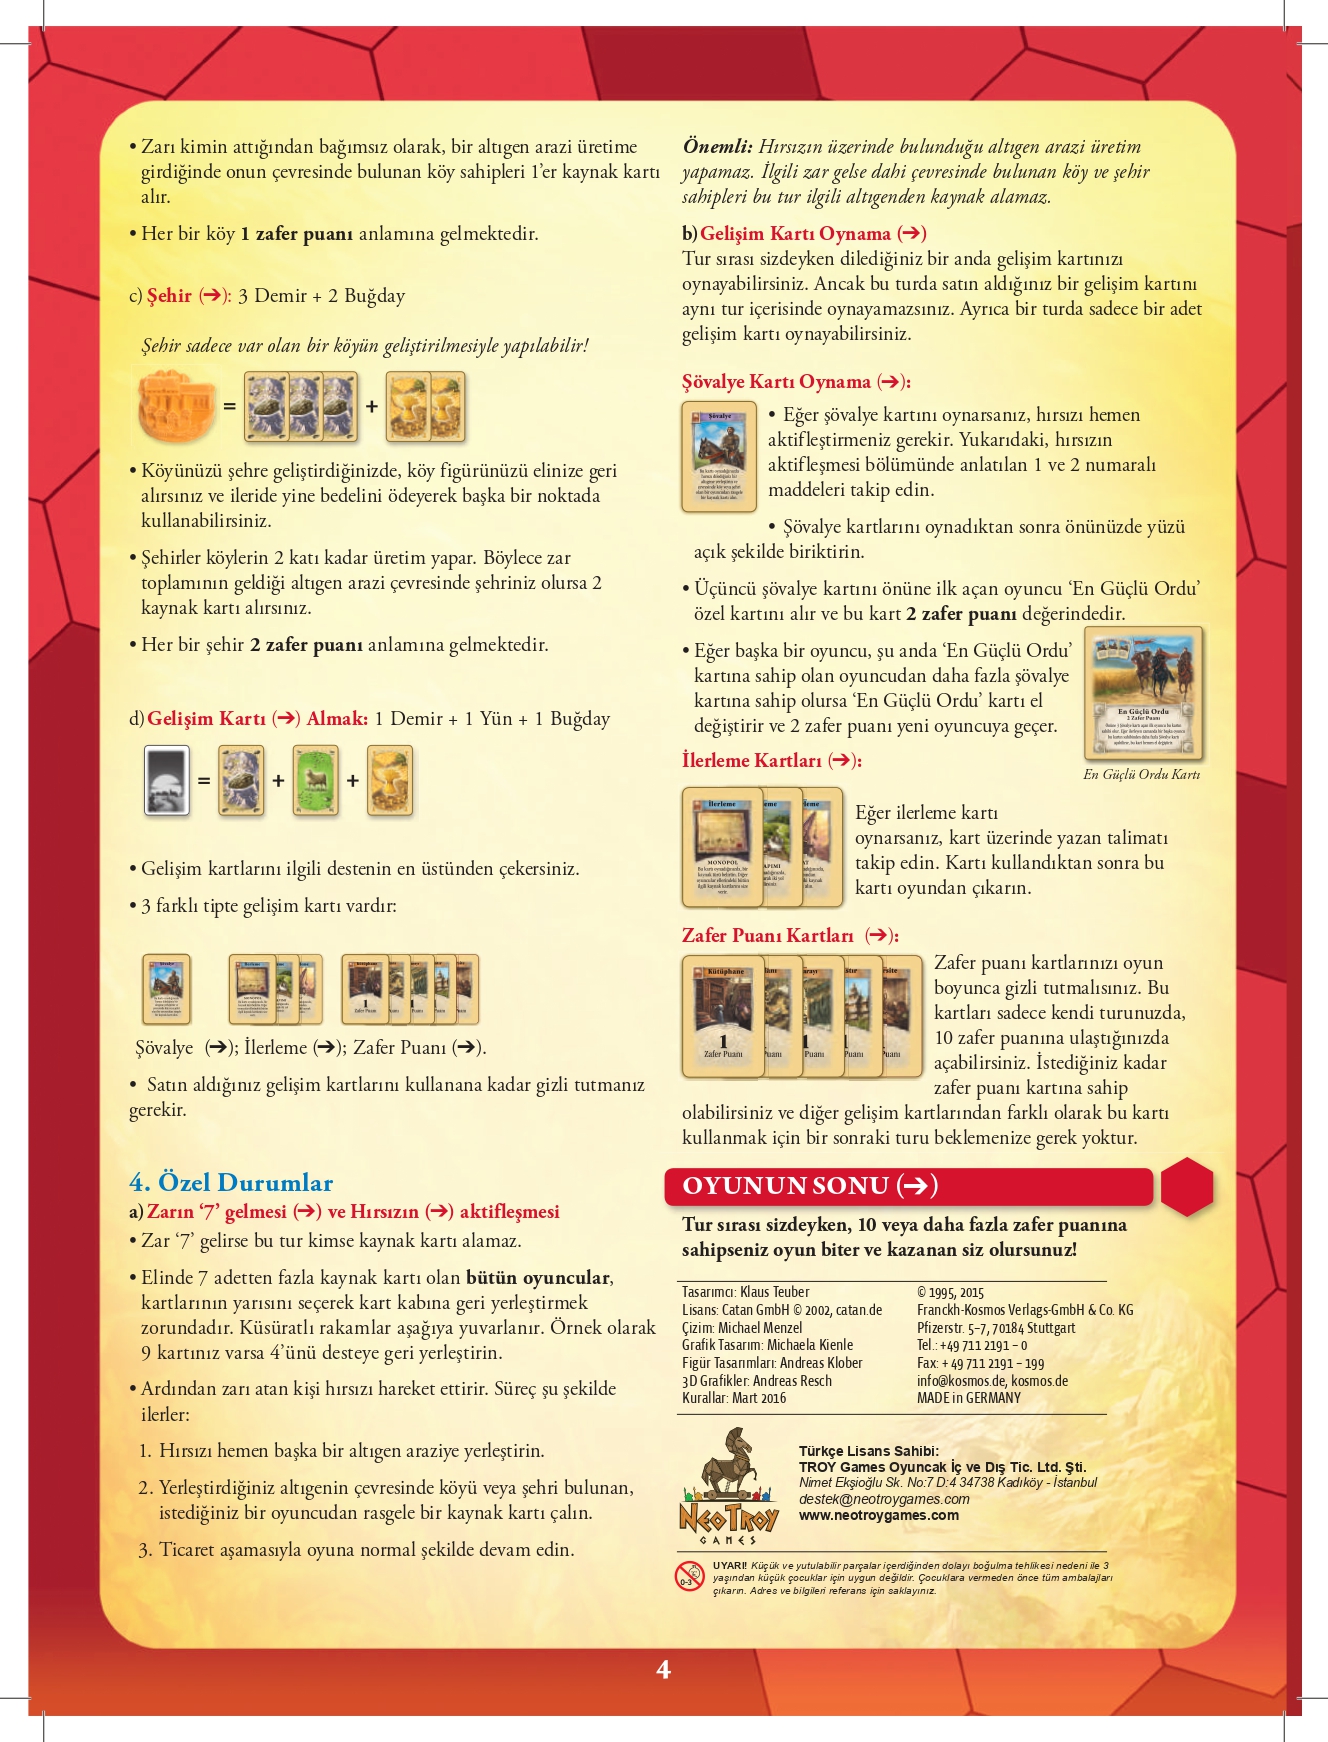 • Zarı kimin attığından bağımsız olarak, bir altıgen arazi üretime
girdiğinde onun çevresinde bulunan köy sahipleri 1’er kaynak kartı
alır.
• Her bir köy 1 zafer puanı anlamına gelmektedir.
c) Şehir (➔): 3 Demir + 2 Buğday
Şehir sadece var olan bir köyün geliştirilmesiyle yapılabilir!
= +
• Köyünüzü şehre geliştirdiğinizde, köy figürünüzü elinize geri
alırsınız ve ileride yine bedelini ödeyerek başka bir noktada
kullanabilirsiniz.
• Şehirler köylerin 2 katı kadar üretim yapar. Böylece zar
toplamının geldiği altıgen arazi çevresinde şehriniz olursa 2
kaynak kartı alırsınız.
• Her bir şehir 2 zafer puanı anlamına gelmektedir.
d) Gelişim Kartı (➔) Almak: 1 Demir + 1 Yün + 1 Buğday
= + +
• Gelişim kartlarını ilgili destenin en üstünden çekersiniz.
• 3 farklı tipte gelişim kartı vardır:
Şövalye (➔); İlerleme (➔); Zafer Puanı (➔).
• Satın aldığınız gelişim kartlarını kullanana kadar gizli tutmanız
gerekir.
4. Özel Durumlar
a) Zarın ‘7’ gelmesi (➔) ve Hırsızın (➔) aktifleşmesi
• Zar ‘7’ gelirse bu tur kimse kaynak kartı alamaz.
• Elinde 7 adetten fazla kaynak kartı olan bütün oyuncular,
kartlarının yarısını seçerek kart kabına geri yerleştirmek
zorundadır. Küsüratlı rakamlar aşağıya yuvarlanır. Örnek olarak
9 kartınız varsa 4’ünü desteye geri yerleştirin.
• Ardından zarı atan kişi hırsızı hareket ettirir. Süreç şu şekilde
ilerler:
1. Hırsızı hemen başka bir altıgen araziye yerleştirin.
2. Yerleştirdiğiniz altıgenin çevresinde köyü veya şehri bulunan,
istediğiniz bir oyuncudan rasgele bir kaynak kartı çalın.
3. Ticaret aşamasıyla oyuna normal şekilde devam edin.
Önemli: Hırsızın üzerinde bulunduğu altıgen arazi üretim
yapamaz. İlgili zar gelse dahi çevresinde bulunan köy ve şehir
sahipleri bu tur ilgili altıgenden kaynak alamaz.
b) Gelişim Kartı Oynama (➔)
Tur sırası sizdeyken dilediğiniz bir anda gelişim kartınızı
oynayabilirsiniz. Ancak bu turda satın aldığınız bir gelişim kartını
aynı tur içerisinde oynayamazsınız. Ayrıca bir turda sadece bir adet
gelişim kartı oynayabilirsiniz.
Şövalye Kartı Oynama (➔):
Şövalye
• Eğer şövalye kartını oynarsanız, hırsızı hemen
aktifleştirmeniz gerekir. Yukarıdaki, hırsızın
aktifleşmesi bölümünde anlatılan 1 ve 2 numaralı
maddeleri takip edin.
• Şövalye kartlarını oynadıktan sonra önünüzde yüzü
açık şekilde biriktirin.
• Üçüncü şövalye kartını önüne ilk açan oyuncu ‘En Güçlü Ordu’
özel kartını alır ve bu kart 2 zafer puanı değerindedir.
• Eğer başka bir oyuncu, şu anda ‘En Güçlü Ordu’
kartına sahip olan oyuncudan daha fazla şövalye
kartına sahip olursa ‘En Güçlü Ordu’ kartı el
değiştirir ve 2 zafer puanı yeni oyuncuya geçer.
En Güçlü Ordu
2 Zafer Puanı
En Güçlü Ordu Kartı
İlerleme Kartları (➔):
İlerleme
MONOPOL
Eğer ilerleme kartı
oynarsanız, kart üzerinde yazan talimatı
takip edin. Kartı kullandıktan sonra bu
kartı oyundan çıkarın.
Zafer Puanı Kartları (➔):
Kütüphane
1
Zafer Puanı
Zafer puanı kartlarınızı oyun
boyunca gizli tutmalısınız. Bu
kartları sadece kendi turunuzda,
10 zafer puanına ulaştığınızda
açabilirsiniz. İstediğiniz kadar
zafer puanı kartına sahip
olabilirsiniz ve diğer gelişim kartlarından farklı olarak bu kartı
kullanmak için bir sonraki turu beklemenize gerek yoktur.
OYUNUN SONU (➔)
Tur sırası sizdeyken, 10 veya daha fazla zafer puanına
sahipseniz oyun biter ve kazanan siz olursunuz!
Tasarımcı: Klaus Teuber
Lisans: Catan GmbH © 2002, catan.de
Çizim: Michael Menzel
Grafik Tasarım: Michaela Kienle
Figür Tasarımları: Andreas Klober
3D Grafikler: Andreas Resch
Kurallar: Mart 2016
© 1995, 2015
Franckh-Kosmos Verlags-GmbH & Co. KG
Pfizerstr. 5–7, 70184 Stuttgart
Tel.: +49 711 2191 – 0
Fax: + 49 711 2191 – 199
info@kosmos.de, kosmos.de
MADE in GERMANY
NEOTROY
GAMES
Türkçe Lisans Sahibi:
TROY Games Oyuncak İç ve Dış Tic. Ltd. Şti.
Nimet Ekşioğlu Sk. No:7 D:4 34738 Kadıköy - İstanbul
destek@neotroygames.com
www.neotroygames.com
0-3
UYARI! Küçük ve yutulabilir parçalar içerdiğinden dolayı boğulma tehlikesi nedeni ile 3
yaşından küçük çocuklar için uygun değildir. Çocuklara vermeden önce tüm ambalajları
çıkarın. Adres ve bilgileri referans için saklayınız.
4